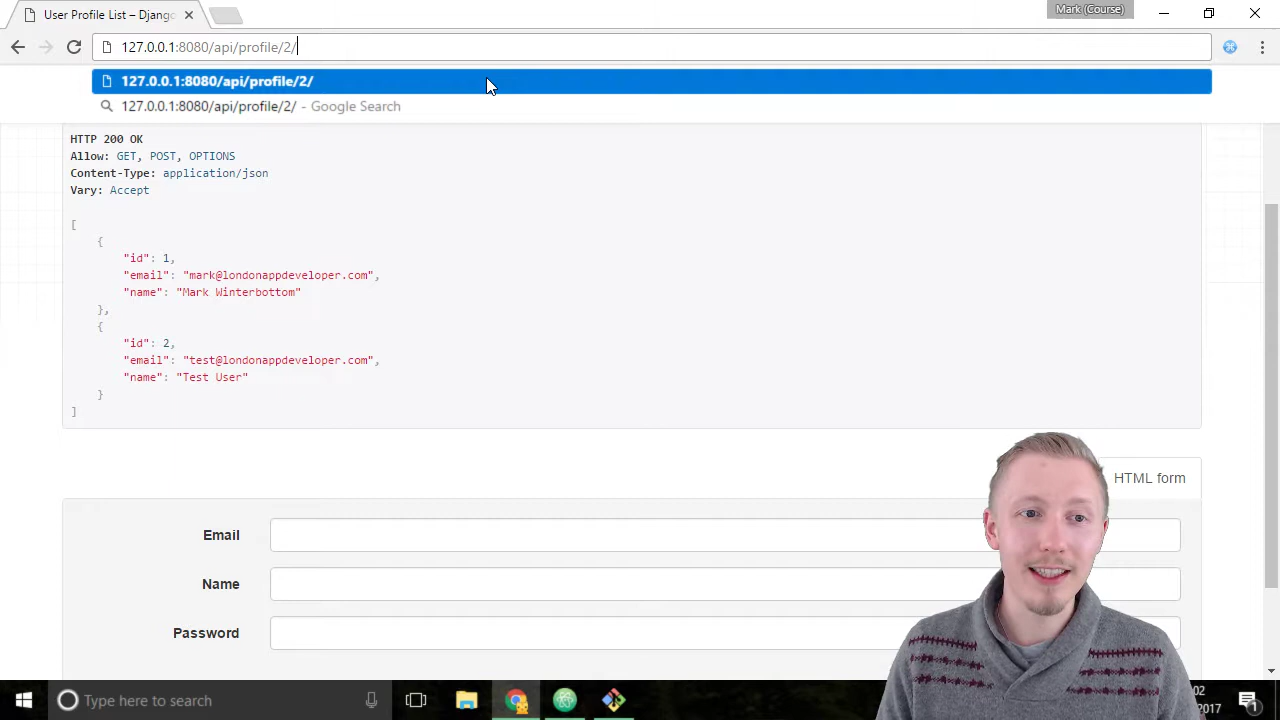 User Profile List – Djang
Mark (Course)
127.0.0.1:8080/api/profile/2/
127.0.0.1:8080/api/profile/2/
127.0.0.1:8080/api/profile/2/ - Google Search
HTTP 200 OK
Allow: GET, POST, OPTIONS
Content-Type: application/json
Vary: Accept
[
{
"id": 1,
"email": "mark@londonappdeveloper.com",
"name": "Mark Winterbottom"
},
{
"id": 2,
"email": "test@londonappdeveloper.com",
"name": "Test User"
}
]
HTML form
Email
Name
Password
Type here to search
02
2017
1